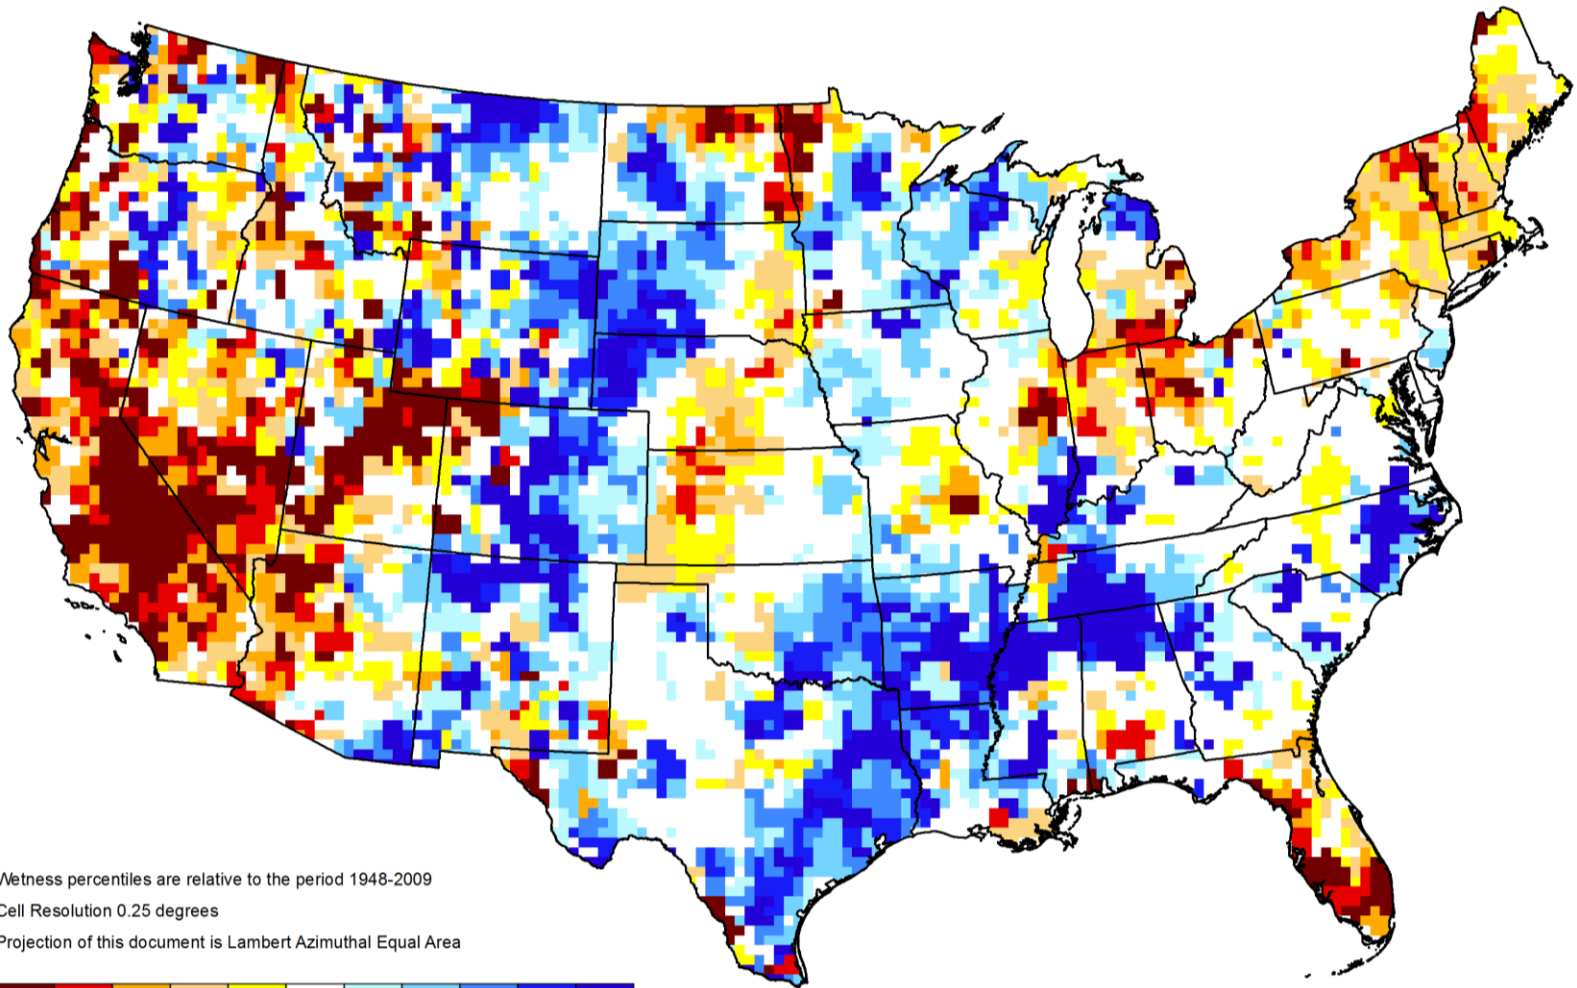 Wetness percentiles are relative to the period 1948-2009
Cell Resolution 0.25 degrees
Projection of this document is Lambert Azimuthal Equal Area